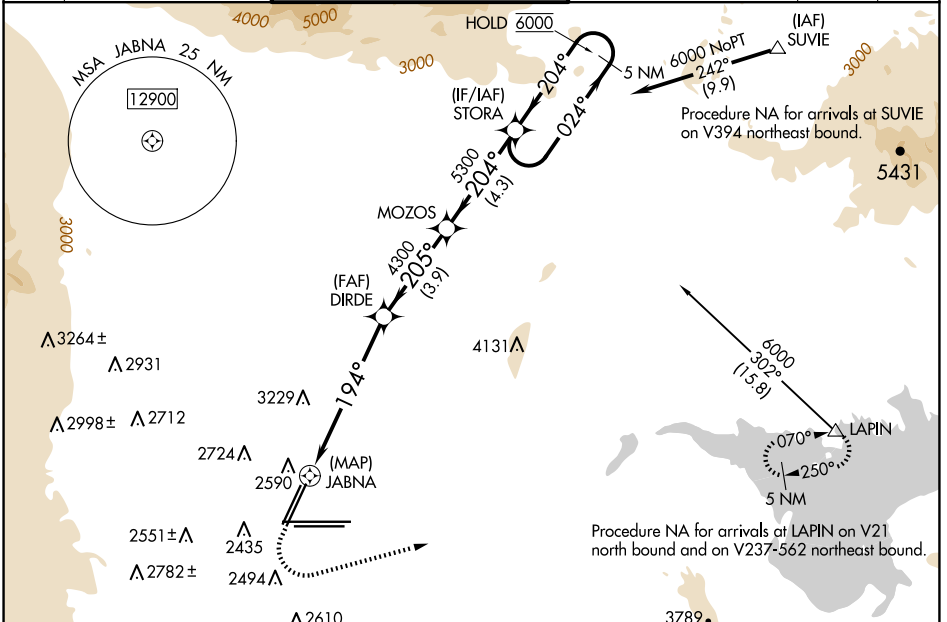 4000
5000
3000
HOLD 6000
(IAF)
SUVIE
3000
MSA JABNA 25 NM
12900
204°
5 NM
6000 NoPT
242°
(9.9)
(IF/IAF)
STORA
024°
Procedure NA for arrivals at SUVIE
on V394 northeast bound.
5431
5300
204°
(4.3)
MOZOS
3000
4300
205°
(3.9)
(FAF)
DIRDE
3264±
2931
4131
6000
302°
(15.8)
194°
3229
2998±
2712
LAPIN
070°
250°
5 NM
2724
2590
(MAP)
JABNA
2551±
2435
Procedure NA for arrivals at LAPIN on V21
north bound and on V237-562 northeast bound.
2782±
2494
2610
3789